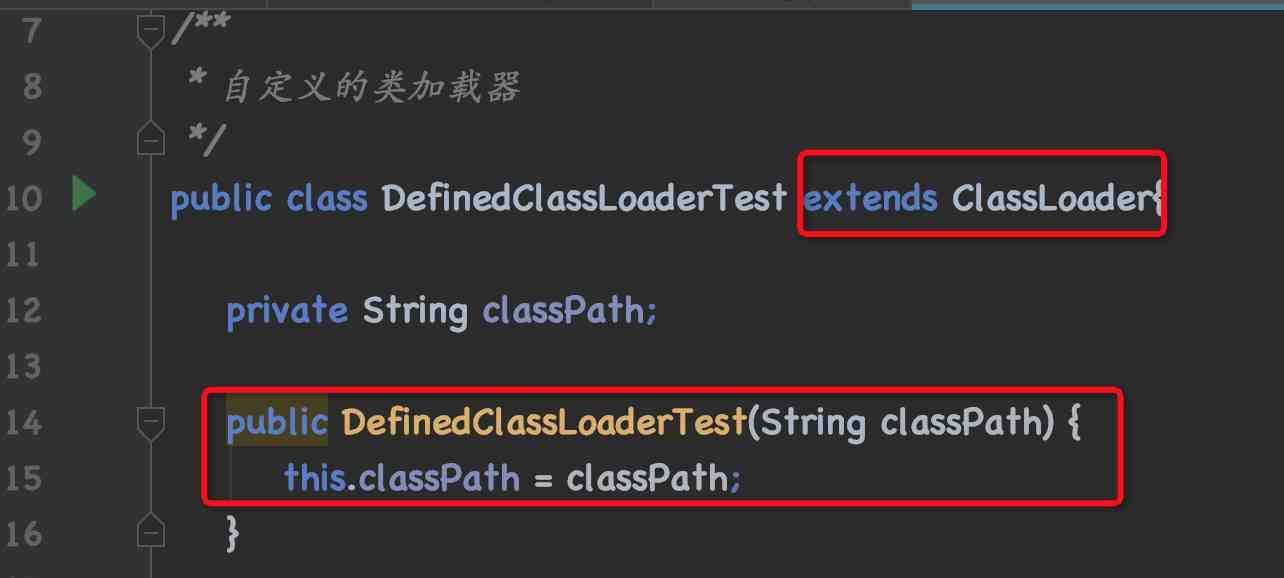 7 /**
8 * 自定义的类加载器
9 */
10 public class DefinedClassLoaderTest extends ClassLoader{
11
12 private String classPath;
13
14 public DefinedClassLoaderTest(String classPath) {
15 this.classPath = classPath;
16 }